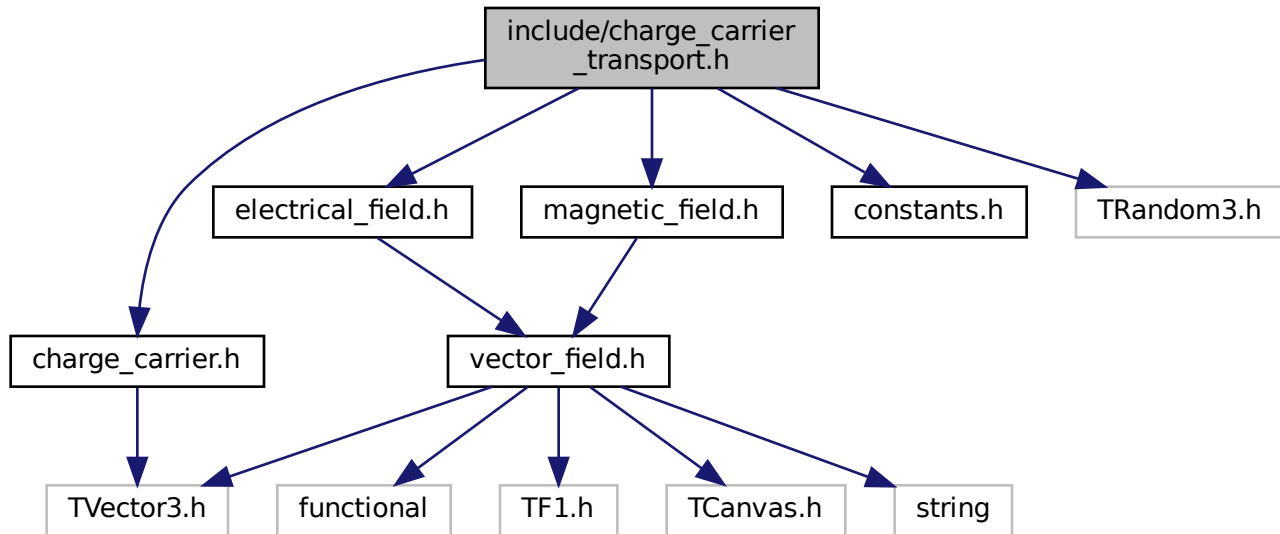 include/charge_carrier
_transport.h
electrical_field.h
magnetic_field.h
constants.h
TRandom3.h
charge_carrier.h
vector_field.h
TVector3.h
functional
TF1.h
TCanvas.h
string